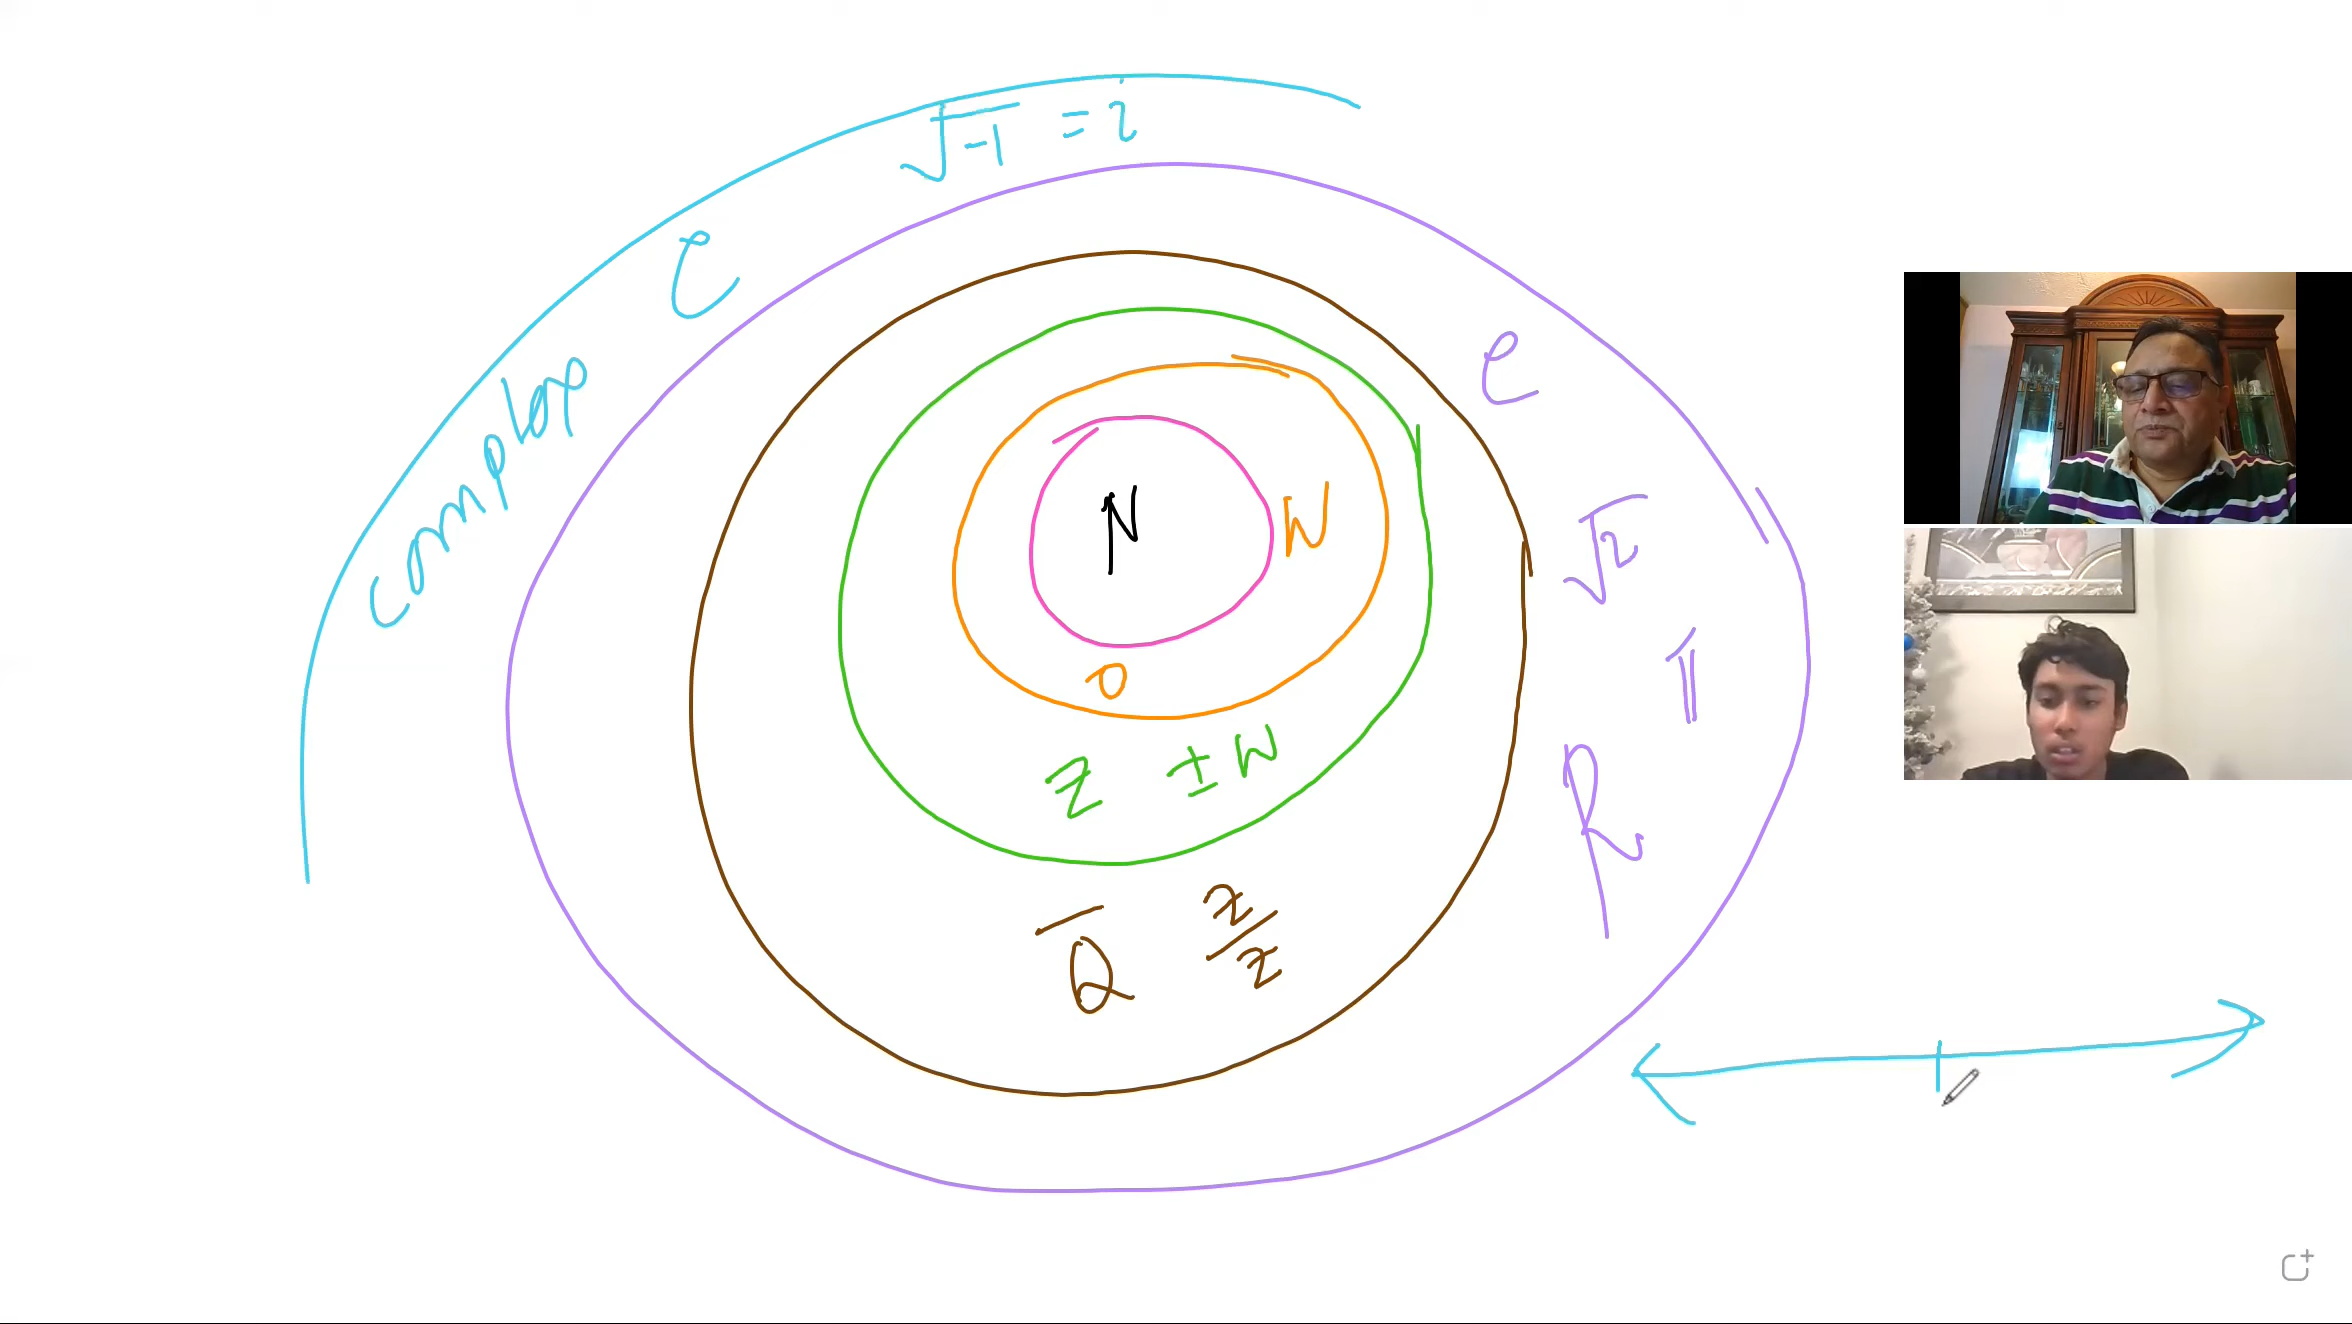 √-1 = i
C
complex
e
N
W
√2
0
π
Z ± W
R
Q Z/Z